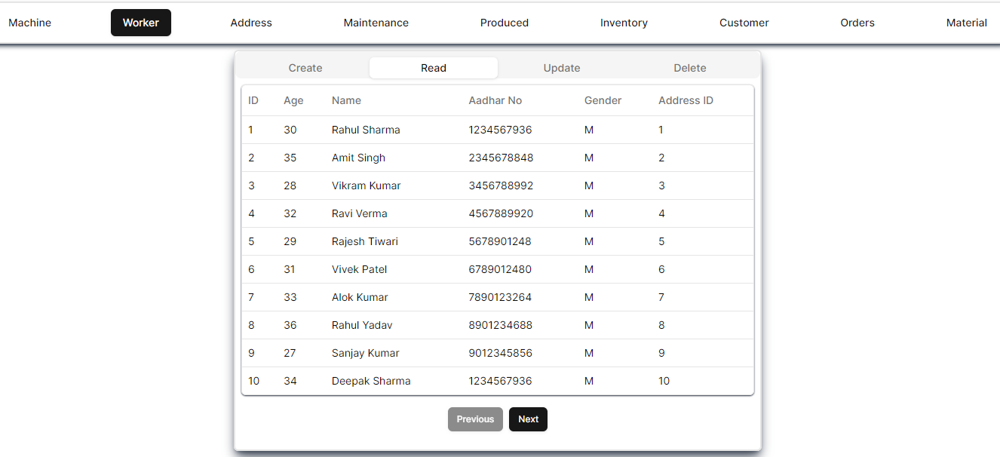 Machine Worker Address Maintenance Produced Inventory Customer Orders Material
Create Read Update Delete
ID Age Name Aadhar No Gender Address ID
1 30 Rahul Sharma 1234567936 M 1
2 35 Amit Singh 2345678848 M 2
3 28 Vikram Kumar 3456788992 M 3
4 32 Ravi Verma 4567889920 M 4
5 29 Rajesh Tiwari 5678901248 M 5
6 31 Vivek Patel 6789012480 M 6
7 33 Alok Kumar 7890123264 M 7
8 36 Rahul Yadav 8901234688 M 8
9 27 Sanjay Kumar 9012345856 M 9
10 34 Deepak Sharma 1234567936 M 10
Previous Next